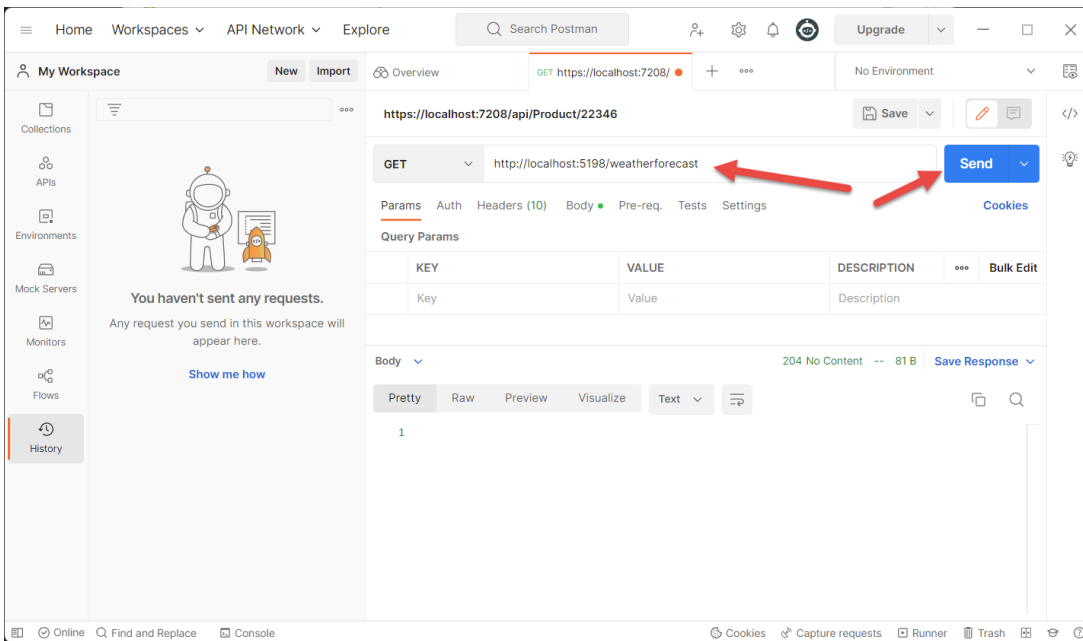 Home Workspaces API Network Explore Search Postman Upgrade
My Workspace New Import Overview GET https://localhost:7208/ No Environment
Collections
APIs
Environments
Mock Servers
Monitors
Flows
History
You haven't sent any requests.
Any request you send in this workspace will
appear here.
Show me how
https://localhost:7208/api/Product/22346 Save
GET http://localhost:5198/weatherforecast Send
Params Auth Headers (10) Body Pre-req. Tests Settings Cookies
Query Params
KEY VALUE DESCRIPTION Bulk Edit
Key Value Description
Body 204 No Content -- 81 B Save Response
Pretty Raw Preview Visualize Text
1
Online Find and Replace Console Cookies Capture requests Runner Trash